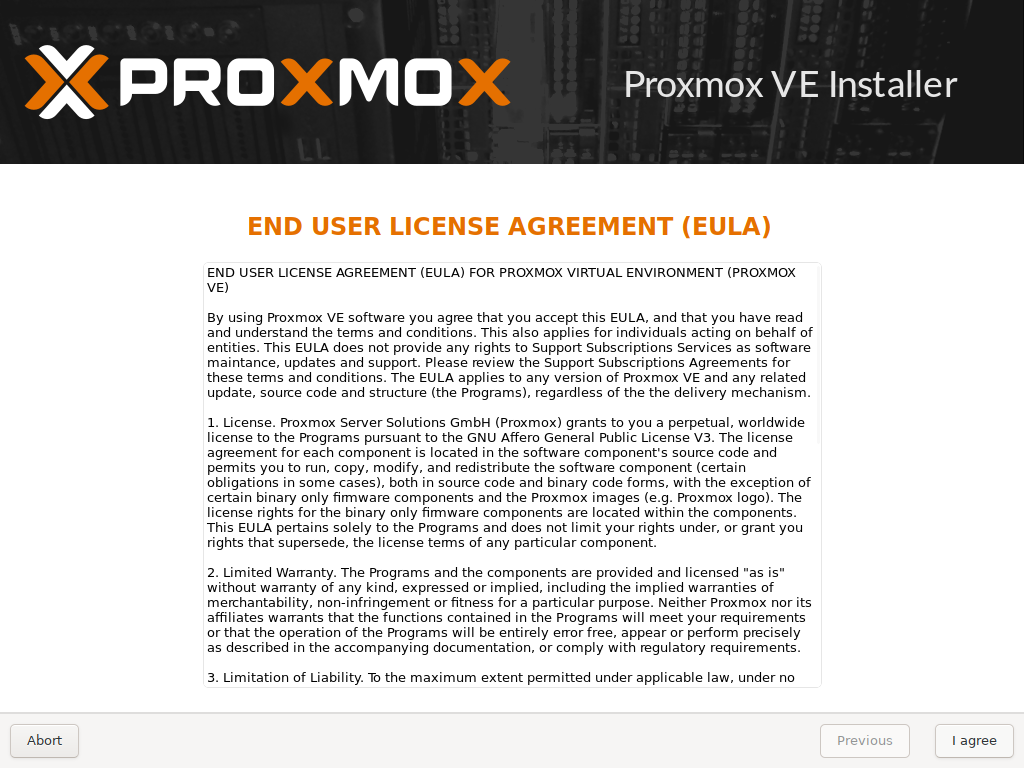 PROXMOX
Proxmox VE Installer
END USER LICENSE AGREEMENT (EULA)
END USER LICENSE AGREEMENT (EULA) FOR PROXMOX VIRTUAL ENVIRONMENT (PROXMOX
VE)
By using Proxmox VE software you agree that you accept this EULA, and that you have read
and understand the terms and conditions. This also applies for individuals acting on behalf of
entities. This EULA does not provide any rights to Support Subscriptions Services as software
maintance, updates and support. Please review the Support Subscriptions Agreements for
these terms and conditions. The EULA applies to any version of Proxmox VE and any related
update, source code and structure (the Programs), regardless of the the delivery mechanism.
1. License. Proxmox Server Solutions GmbH (Proxmox) grants to you a perpetual, worldwide
license to the Programs pursuant to the GNU Affero General Public License V3. The license
agreement for each component is located in the software component's source code and
permits you to run, copy, modify, and redistribute the software component (certain
obligations in some cases), both in source code and binary code forms, with the exception of
certain binary only firmware components and the Proxmox images (e.g. Proxmox logo). The
license rights for the binary only firmware components are located within the components.
This EULA pertains solely to the Programs and does not limit your rights under, or grant you
rights that supersede, the license terms of any particular component.
2. Limited Warranty. The Programs and the components are provided and licensed "as is"
without warranty of any kind, expressed or implied, including the implied warranties of
merchantability, non-infringement or fitness for a particular purpose. Neither Proxmox nor its
affiliates warrants that the functions contained in the Programs will meet your requirements
or that the operation of the Programs will be entirely error free, appear or perform precisely
as described in the accompanying documentation, or comply with regulatory requirements.
3. Limitation of Liability. To the maximum extent permitted under applicable law, under no
Abort
Previous
I agree